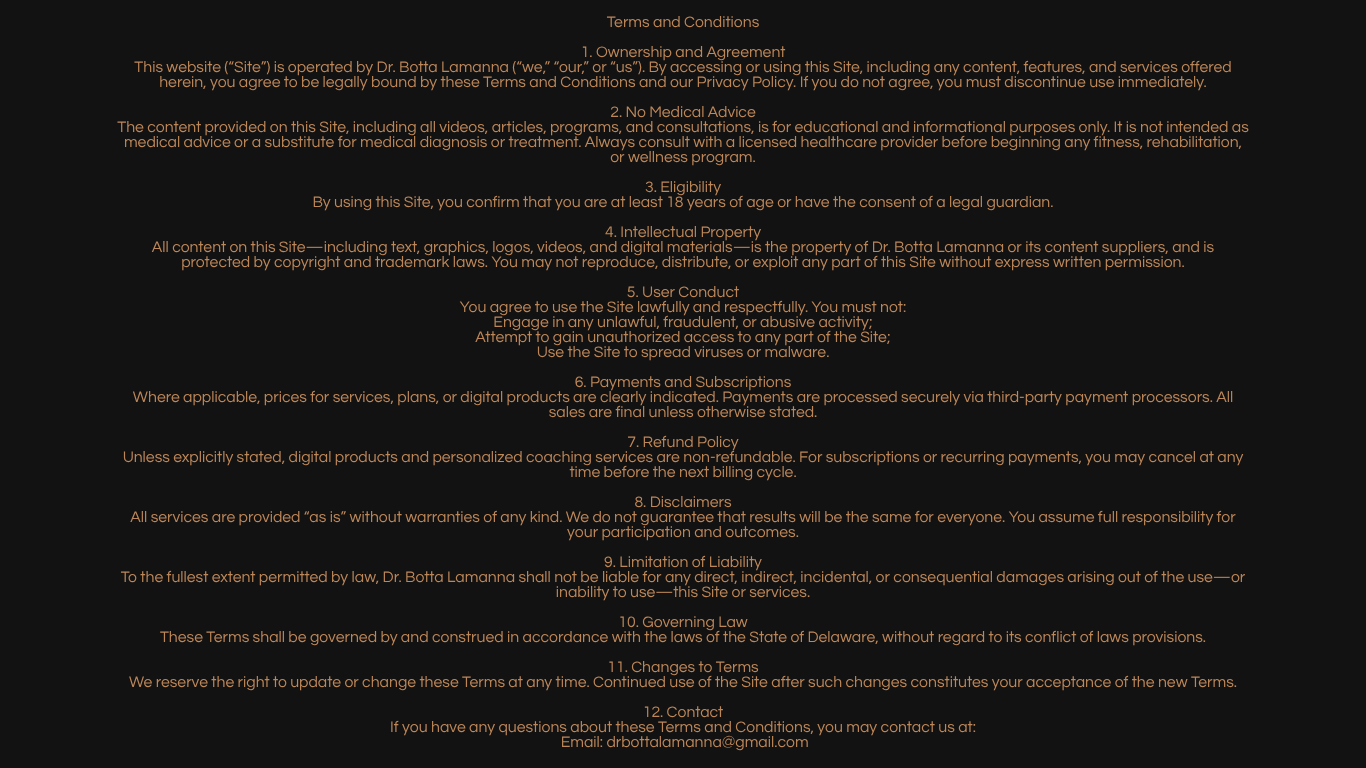 Terms and Conditions
1. Ownership and Agreement
This website (“Site”) is operated by Dr. Botta Lamanna (“we,” “our,” or “us”). By accessing or using this Site, including any content, features, and services offered
herein, you agree to be legally bound by these Terms and Conditions and our Privacy Policy. If you do not agree, you must discontinue use immediately.
2. No Medical Advice
The content provided on this Site, including all videos, articles, programs, and consultations, is for educational and informational purposes only. It is not intended as
medical advice or a substitute for medical diagnosis or treatment. Always consult with a licensed healthcare provider before beginning any fitness, rehabilitation,
or wellness program.
3. Eligibility
By using this Site, you confirm that you are at least 18 years of age or have the consent of a legal guardian.
4. Intellectual Property
All content on this Site—including text, graphics, logos, videos, and digital materials—is the property of Dr. Botta Lamanna or its content suppliers, and is
protected by copyright and trademark laws. You may not reproduce, distribute, or exploit any part of this Site without express written permission.
5. User Conduct
You agree to use the Site lawfully and respectfully. You must not:
Engage in any unlawful, fraudulent, or abusive activity;
Attempt to gain unauthorized access to any part of the Site;
Use the Site to spread viruses or malware.
6. Payments and Subscriptions
Where applicable, prices for services, plans, or digital products are clearly indicated. Payments are processed securely via third-party payment processors. All
sales are final unless otherwise stated.
7. Refund Policy
Unless explicitly stated, digital products and personalized coaching services are non-refundable. For subscriptions or recurring payments, you may cancel at any
time before the next billing cycle.
8. Disclaimers
All services are provided “as is” without warranties of any kind. We do not guarantee that results will be the same for everyone. You assume full responsibility for
your participation and outcomes.
9. Limitation of Liability
To the fullest extent permitted by law, Dr. Botta Lamanna shall not be liable for any direct, indirect, incidental, or consequential damages arising out of the use—or
inability to use—this Site or services.
10. Governing Law
These Terms shall be governed by and construed in accordance with the laws of the State of Delaware, without regard to its conflict of laws provisions.
11. Changes to Terms
We reserve the right to update or change these Terms at any time. Continued use of the Site after such changes constitutes your acceptance of the new Terms.
12. Contact
If you have any questions about these Terms and Conditions, you may contact us at:
Email: drbottalamanna@gmail.com